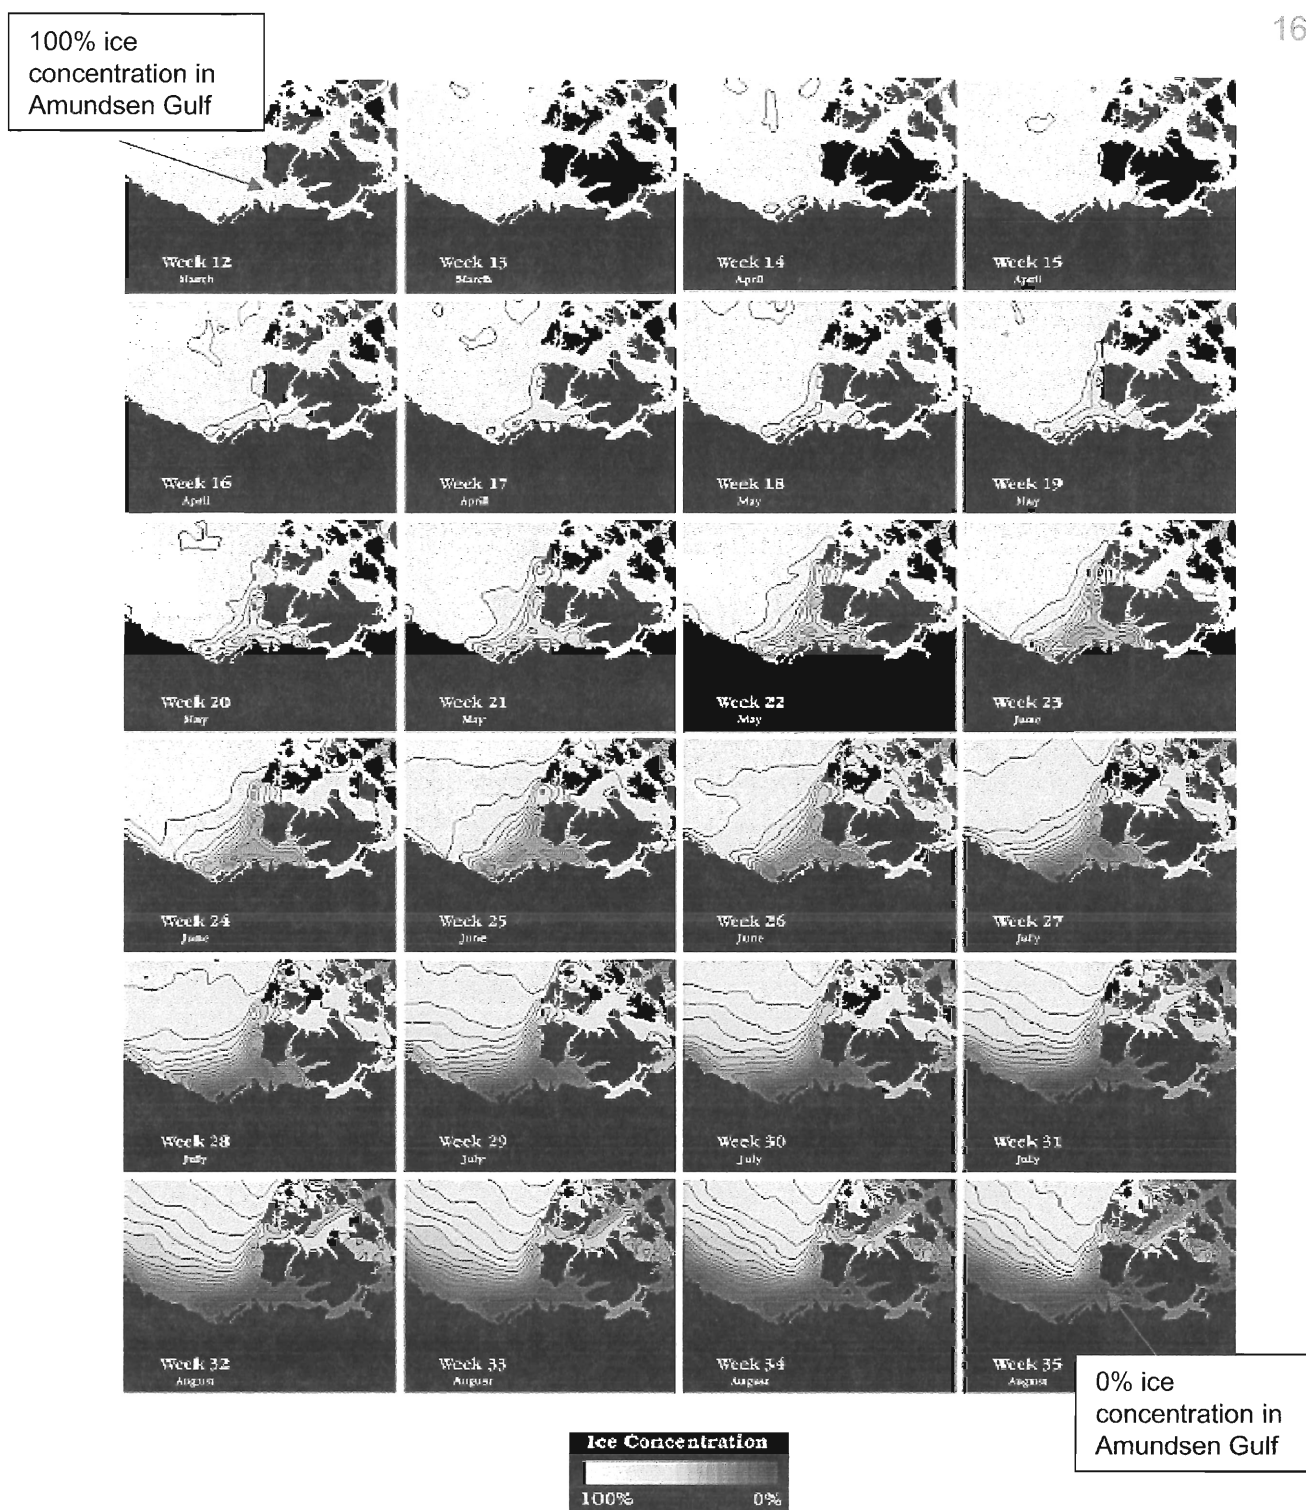 16
100% ice
concentration in
Amundsen Gulf
Week 12
March
Week 13
March
Week 14
April
Week 15
April
Week 16
April
Week 17
April
Week 18
May
Week 19
May
Week 20
May
Week 21
May
Week 22
May
Week 23
June
Week 24
June
Week 25
June
Week 26
June
Week 27
July
Week 28
July
Week 29
July
Week 30
July
Week 31
July
Week 32
August
Week 33
August
Week 34
August
Week 35
August
0% ice
concentration in
Amundsen Gulf
Ice Concentration
100% 0%